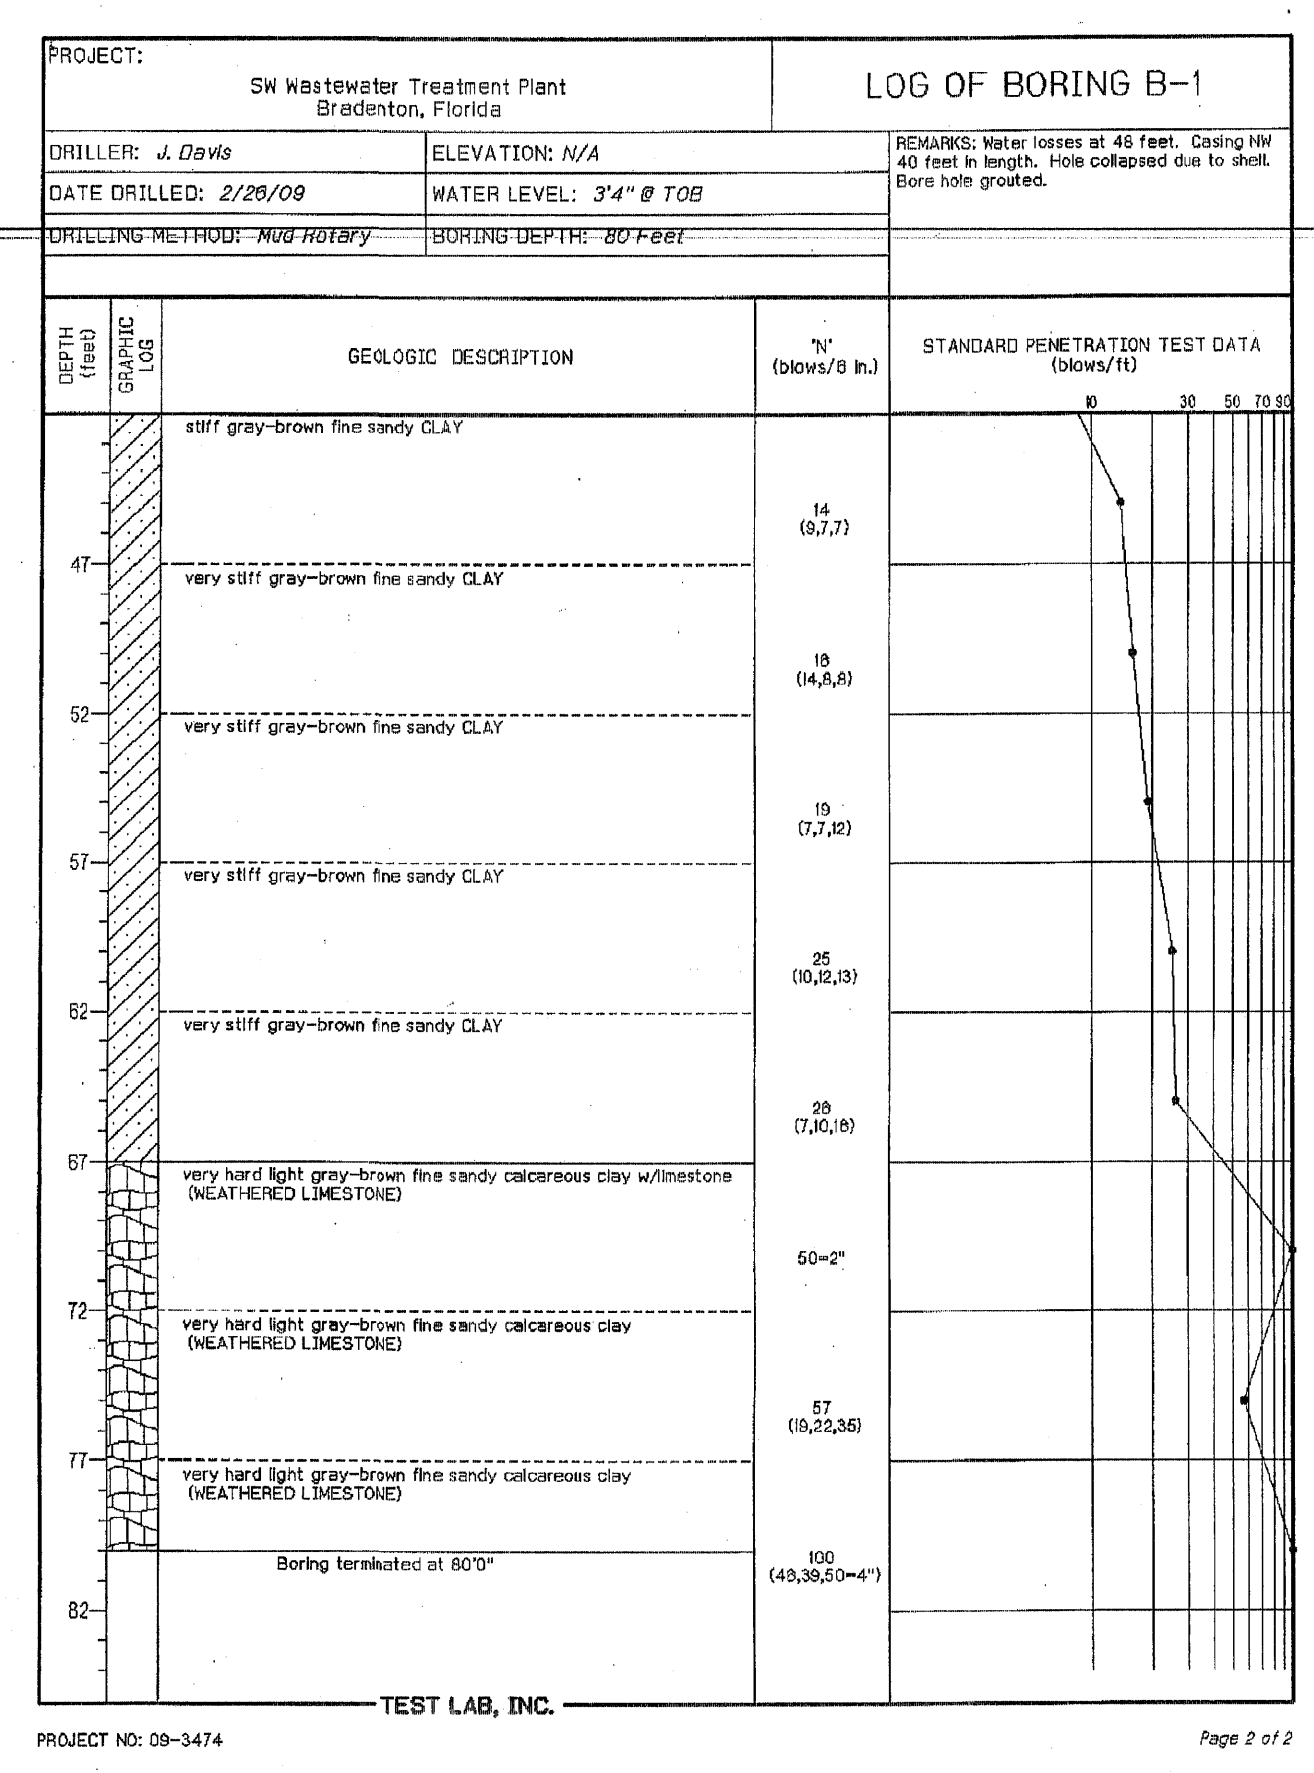 PROJECT:
SW Wastewater Treatment Plant
Bradenton, Florida
LOG OF BORING B-1
DRILLER: J. Davis
ELEVATION: N/A
REMARKS: Water losses at 48 feet. Casing NW
40 feet in length. Hole collapsed due to shell.
Bore hole grouted.
DATE DRILLED: 2/26/09
WATER LEVEL: 3'4" @ TOB
DRILLING METHOD: Mud Rotary
BORING DEPTH: 80 Feet
DEPTH
(feet)
GRAPHIC
LOG
GEOLOGIC DESCRIPTION
"N"
(blows/6 in.)
STANDARD PENETRATION TEST DATA
(blows/ft)
10 30 50 70 90
stiff gray-brown fine sandy CLAY
14
(9,7,7)
47
very stiff gray-brown fine sandy CLAY
16
(14,8,8)
52
very stiff gray-brown fine sandy CLAY
19
(7,7,12)
57
very stiff gray-brown fine sandy CLAY
25
(10,12,13)
62
very stiff gray-brown fine sandy CLAY
26
(7,10,16)
67
very hard light gray-brown fine sandy calcareous clay w/limestone
(WEATHERED LIMESTONE)
50=2"
72
very hard light gray-brown fine sandy calcareous clay
(WEATHERED LIMESTONE)
57
(19,22,35)
77
very hard light gray-brown fine sandy calcareous clay
(WEATHERED LIMESTONE)
Boring terminated at 80'0"
100
(46,39,50=4")
82
TEST LAB, INC.
PROJECT NO: 09-3474
Page 2 of 2